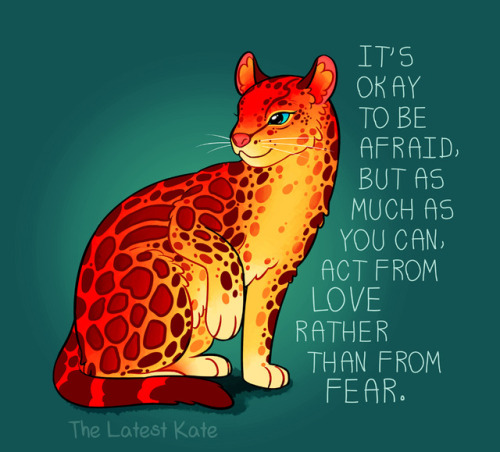 IT'S
OKAY
TO BE
AFRAID,
BUT AS
MUCH AS
YOU CAN,
ACT FROM
LOVE
RATHER
THAN FROM
FEAR.
The Latest Kate